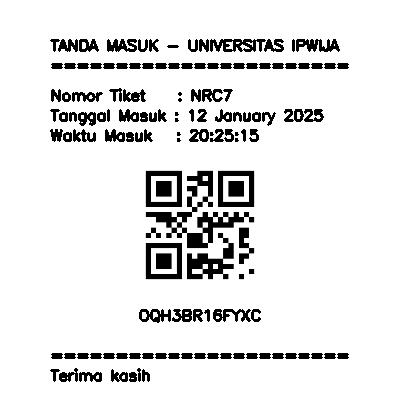 TANDA MASUK - UNIVERSITAS IPWIJA
========================
Nomor Tiket : NRC7
Tanggal Masuk : 12 January 2025
Waktu Masuk : 20:25:15
OQH3BR16FYXC
========================
Terima kasih